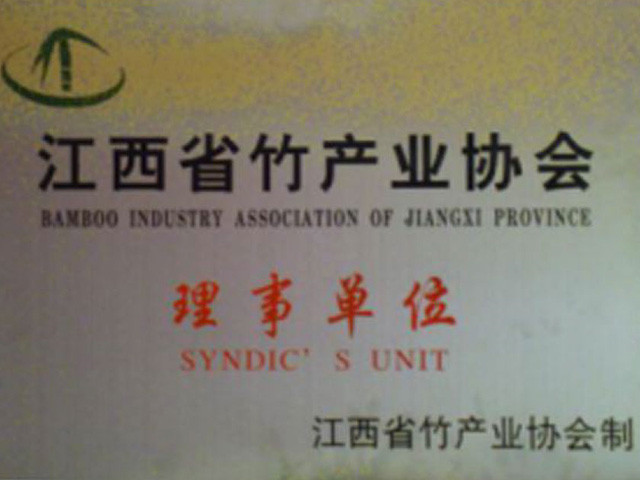 江西省竹产业协会
BAMBOO INDUSTRY ASSOCIATION OF JIANGXI PROVINCE
理事单位
SYNDIC'S UNIT
江西省竹产业协会制